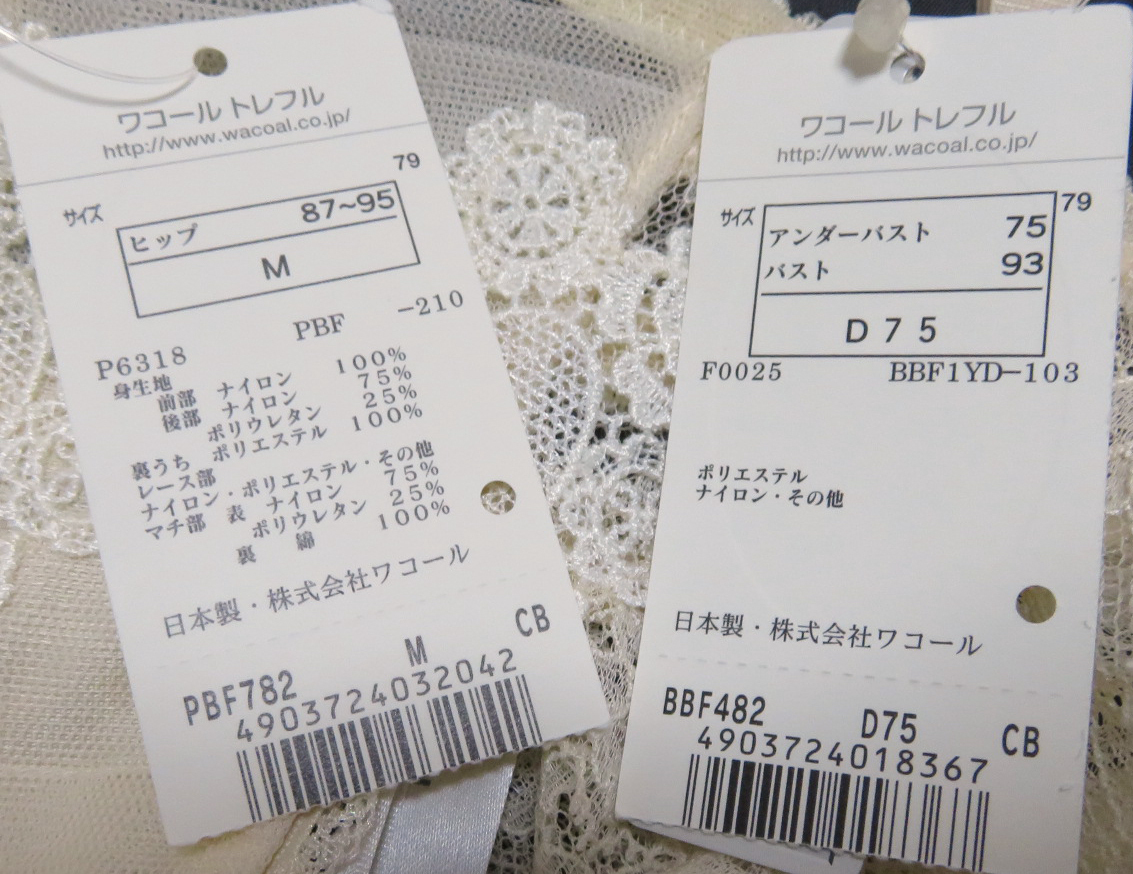 ワコール トレフル
http://www.wacoal.co.jp/
79
サイズ
ヒップ 87~95
M
PBF -210
P6318
身生地
前部 ナイロン 100%
後部 ナイロン 75%
ポリウレタン 25%
裏うち ポリエステル 100%
レース部
ナイロン・ポリエステル・その他
マチ部 表 ナイロン 75%
ポリウレタン 25%
裏 綿 100%
日本製・株式会社ワコール
PBF782 M CB
4903724032042
ワコール トレフル
http://www.wacoal.co.jp/
サイズ 79
アンダーバスト 75
バスト 93
D75
F0025 BBF1YD-103
ポリエステル
ナイロン・その他
日本製・株式会社ワコール
BBF482 D75 CB
4903724018367